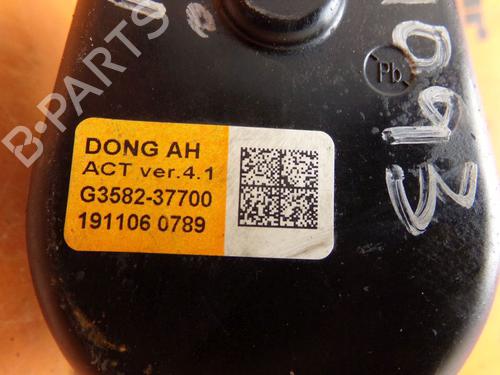 B-PARTS
Pb
DONG AH
ACT ver.4.1
G3582-37700
191106 0789